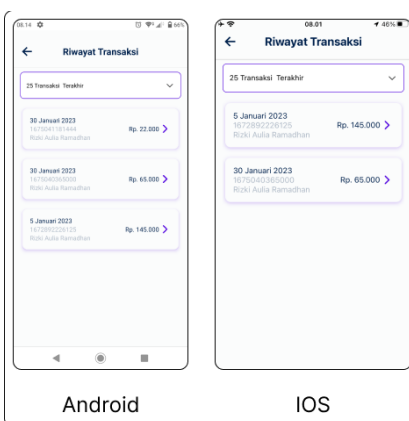 08.14
66%
Riwayat Transaksi
25 Transaksi Terakhir
30 Januari 2023
1675041181444
Rp. 22.000
Rizki Aulia Ramadhan
30 Januari 2023
1675040365000
Rp. 65.000
Rizki Aulia Ramadhan
5 Januari 2023
1672892226125
Rp. 145.000
Rizki Aulia Ramadhan
Android
08.01
46%
Riwayat Transaksi
25 Transaksi Terakhir
5 Januari 2023
1672892226125
Rp. 145.000
Rizki Aulia Ramadhan
30 Januari 2023
1675040365000
Rp. 65.000
Rizki Aulia Ramadhan
IOS